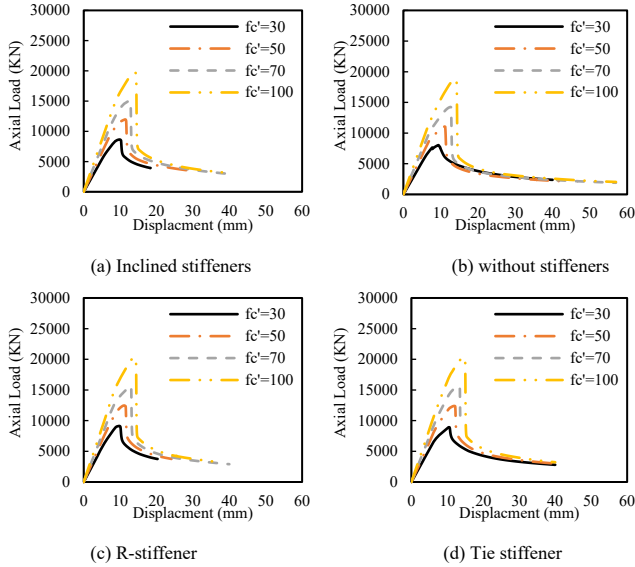 30000
25000
20000
15000
10000
5000
0
Axial Load (KN)
0 10 20 30 40 50 60
Displacment (mm)
fc'=30
fc'=50
fc'=70
fc'=100
(a) Inclined stiffeners
30000
25000
20000
15000
10000
5000
0
Axial Load (KN)
0 10 20 30 40 50 60
Displacment (mm)
fc'=30
fc'=50
fc'=70
fc'=100
(b) without stiffeners
30000
25000
20000
15000
10000
5000
0
Axial Load (KN)
0 10 20 30 40 50 60
Displacment (mm)
fc'=30
fc'=50
fc'=70
fc'=100
(c) R-stiffener
30000
25000
20000
15000
10000
5000
0
Axial Load (KN)
0 10 20 30 40 50 60
Displacment (mm)
fc'=30
fc'=50
fc'=70
fc'=100
(d) Tie stiffener